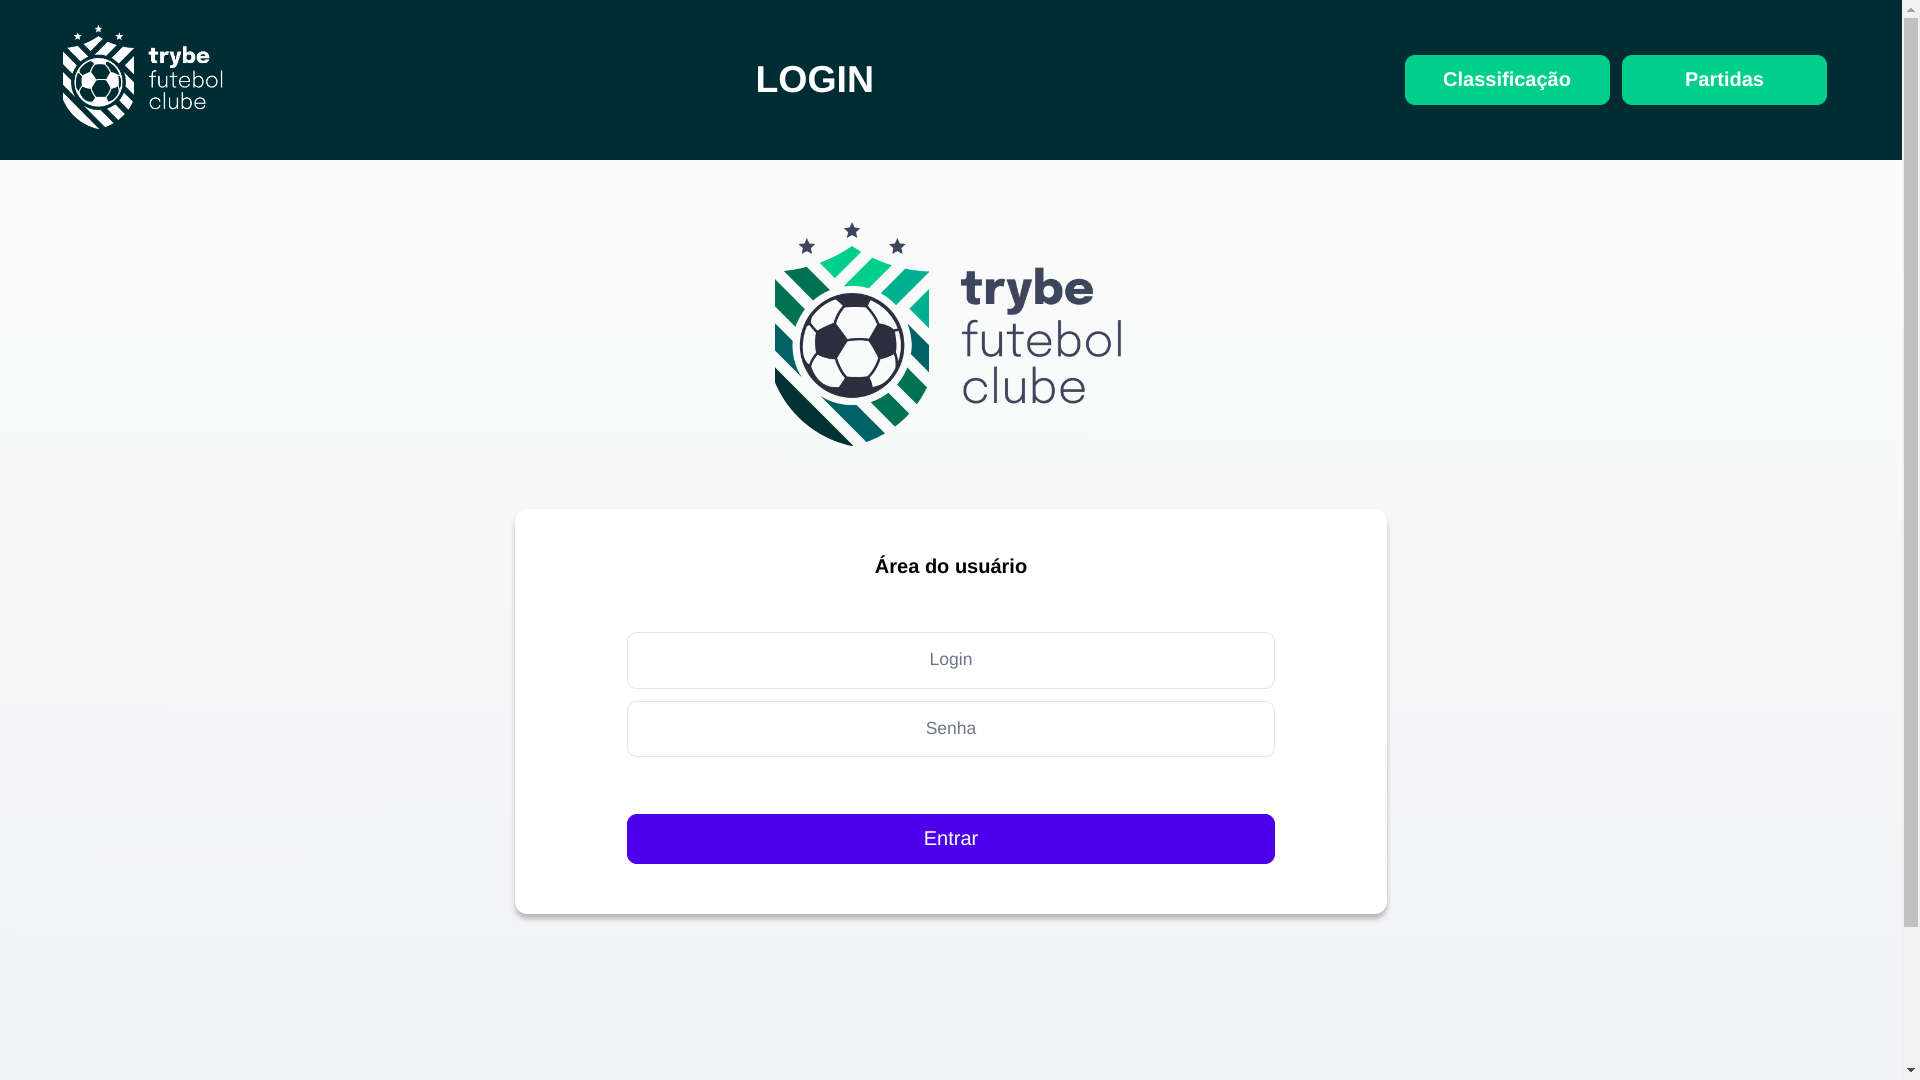 trybe
futebol
clube
LOGIN
Classificação
Partidas
trybe
futebol
clube
Área do usuário
Login
Senha
Entrar